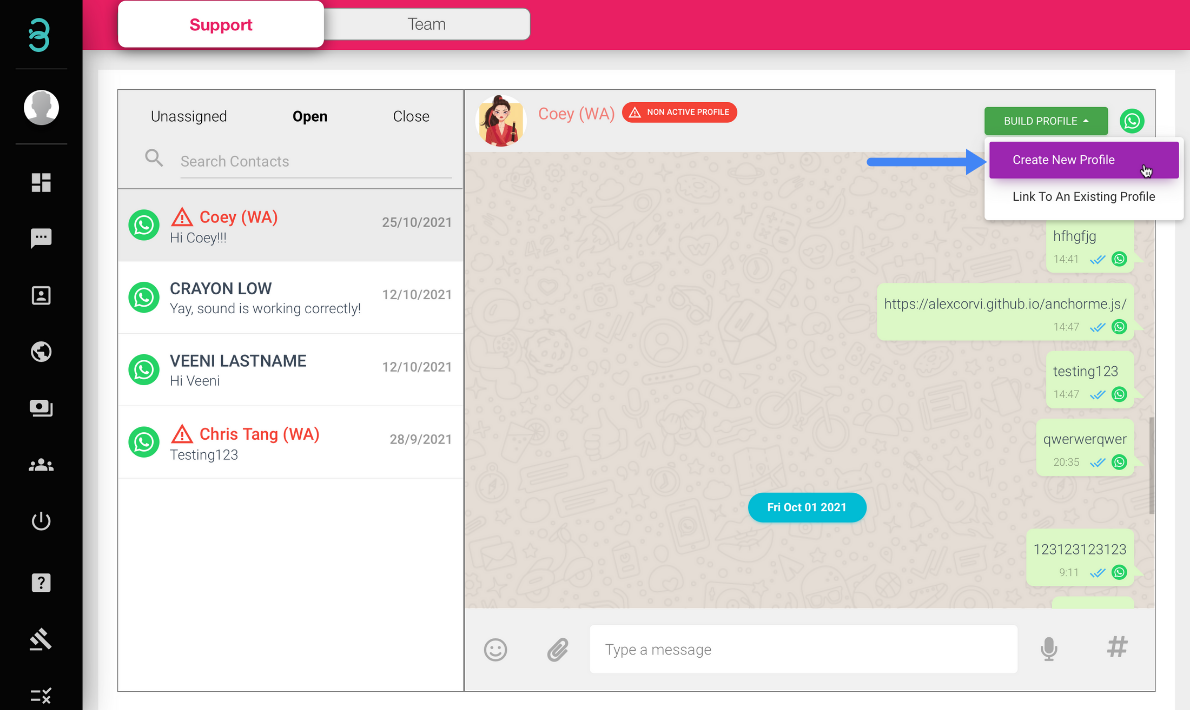 Support
Team
Unassigned
Open
Close
Search Contacts
Coey (WA)
25/10/2021
Hi Coey!!!
CRAYON LOW
12/10/2021
Yay, sound is working correctly!
VEENI LASTNAME
12/10/2021
Hi Veeni
Chris Tang (WA)
28/9/2021
Testing123
Coey (WA)
NON ACTIVE PROFILE
BUILD PROFILE
Create New Profile
Link To An Existing Profile
hfhgfjg
14:41
https://alexcorvi.github.io/anchorme.js/
14:47
testing123
14:47
qwerwerqwer
20:35
Fri Oct 01 2021
123123123123
9:11
Type a message
#